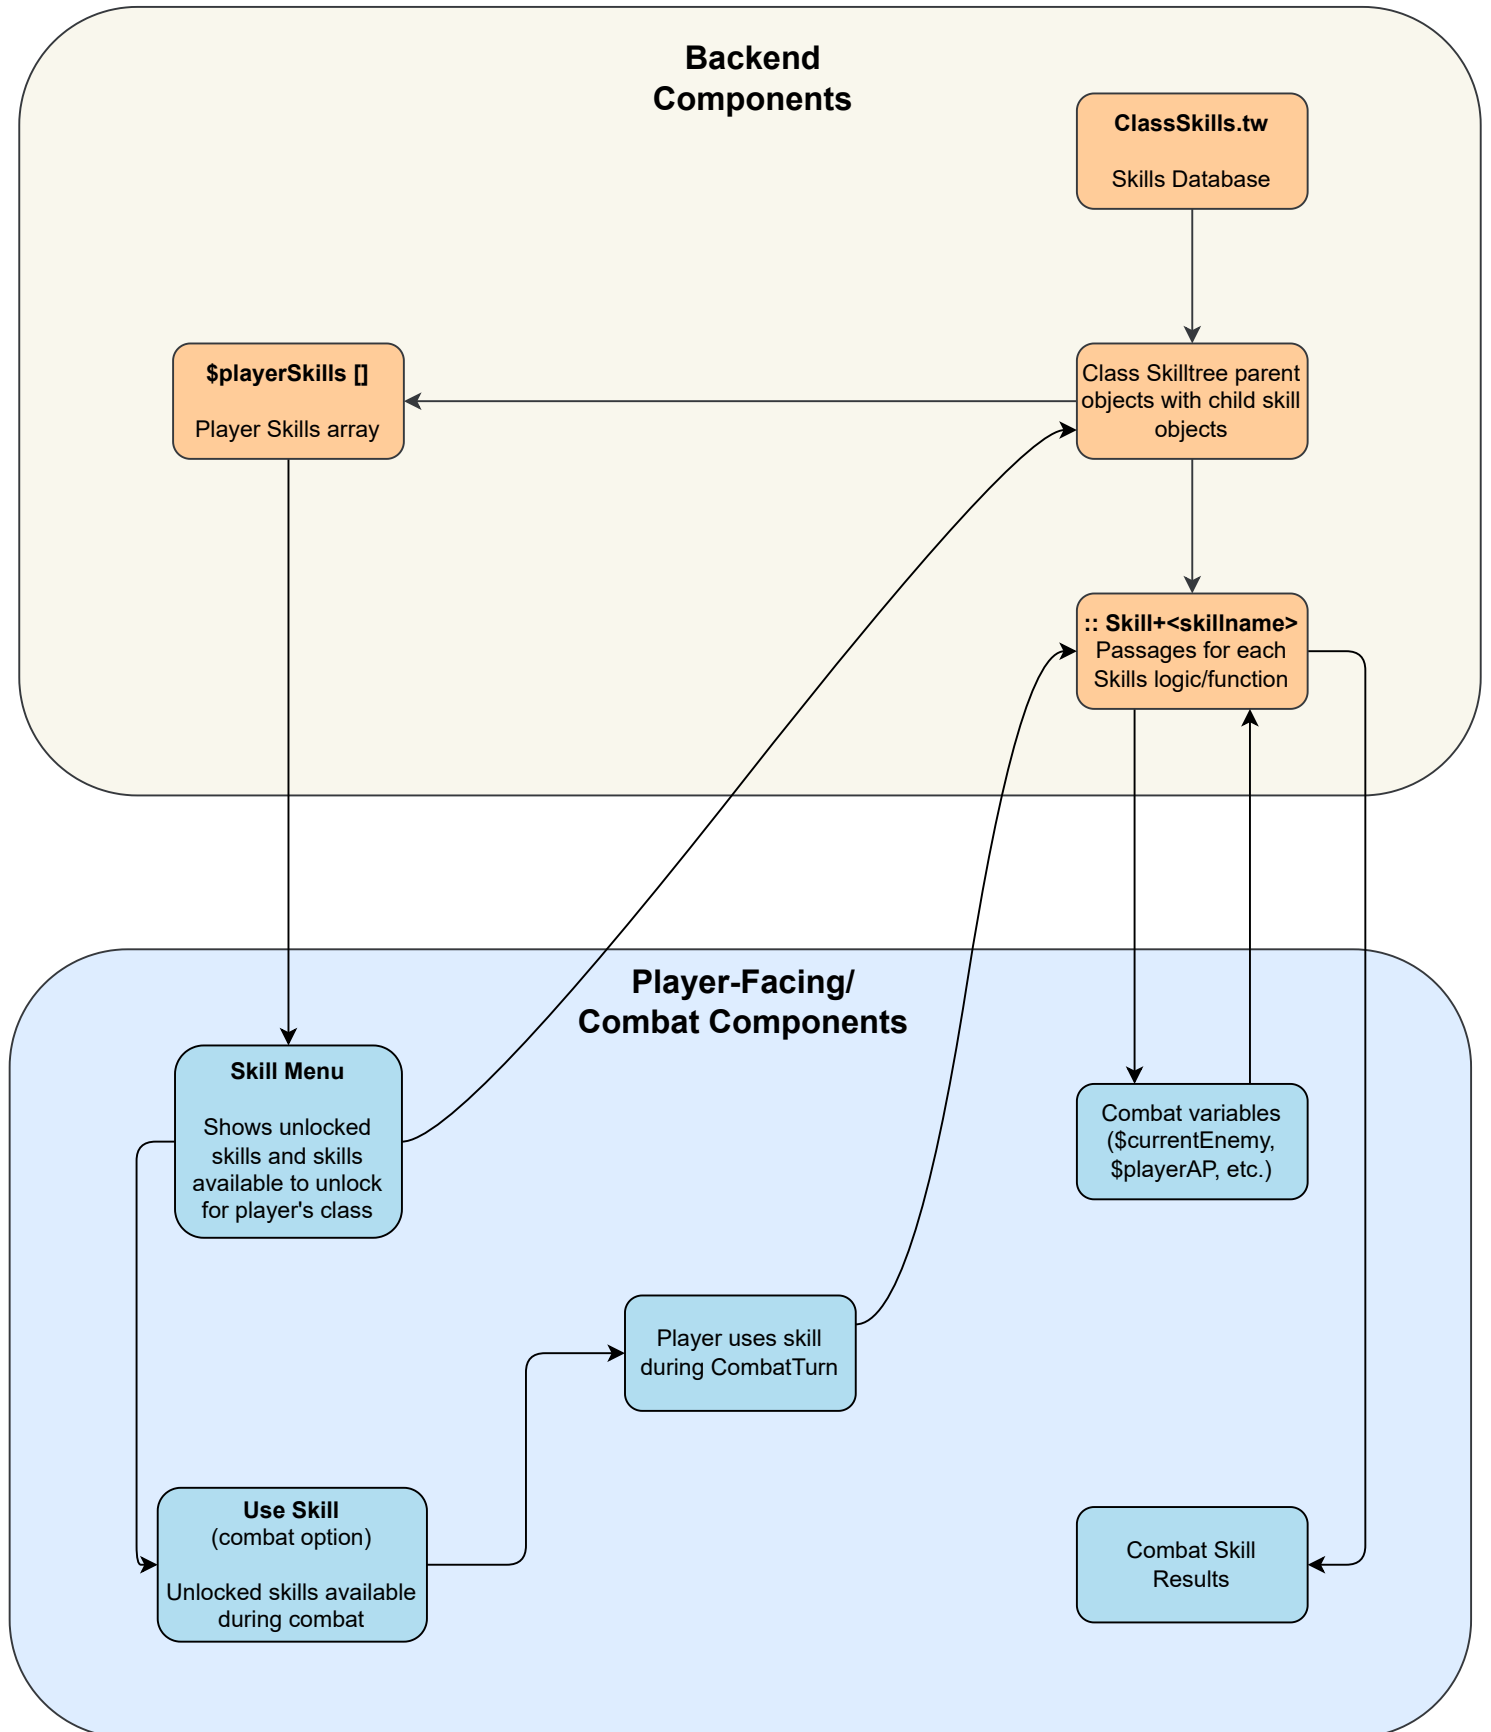 Backend
Components
ClassSkills.tw
Skills Database
$playerSkills []
Player Skills array
Class Skilltree parent
objects with child skill
objects
:: Skill+<skillname>
Passages for each
Skills logic/function
Player-Facing/
Combat Components
Skill Menu
Shows unlocked
skills and skills
available to unlock
for player's class
Combat variables
($currentEnemy,
$playerAP, etc.)
Player uses skill
during CombatTurn
Use Skill
(combat option)
Unlocked skills available
during combat
Combat Skill
Results